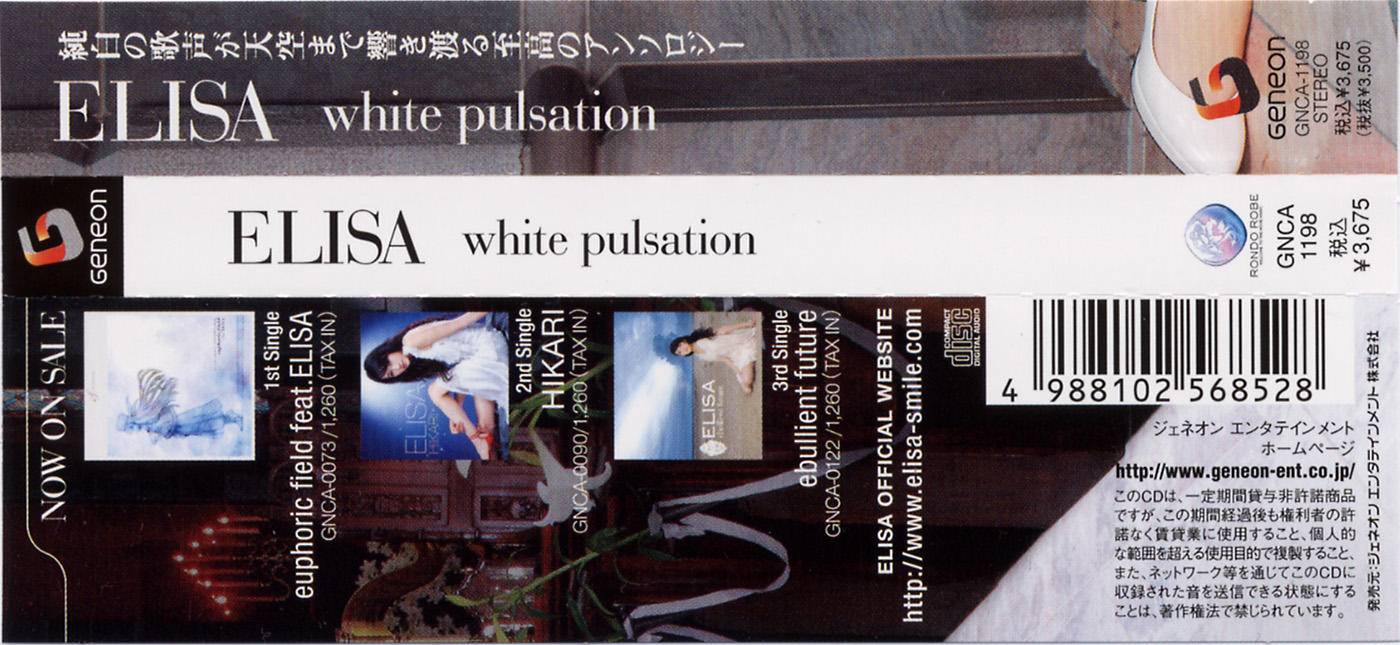 純白の歌声が天空まで響き渡る至高のアンソロジー
ELISA white pulsation
Geneon
GNCA-1198
STEREO
税込¥3,675
(税抜¥3,500)
Geneon
ELISA white pulsation
RONDO ROBE
GNCA
1198
税込
¥3,675
NOW ON SALE
1st Single
euphoric field feat.ELISA
GNCA-0073/1,260(TAX IN)
ELISA
HIKARI
2nd Single
HIKARI
GNCA-0090/1,260(TAX IN)
ELISA
3rd Single
ebullient future
GNCA-0122/1,260(TAX IN)
ELISA OFFICIAL WEBSITE
http://www.elisa-smile.com
COMPACT
disc
DIGITAL AUDIO
4 988102 568528
ジェネオン エンタテインメント
ホームページ
http://www.geneon-ent.co.jp/
このCDは、一定期間貸与非許諾商品
ですが、この期間経過後も権利者の許
諾なく賃貸業に使用すること、個人的
な範囲を超える使用目的で複製すること、
また、ネットワーク等を通じてこのCDに
収録された音を送信できる状態にする
ことは、著作権法で禁じられています。
発売元:ジェネオン エンタテインメント 株式会社